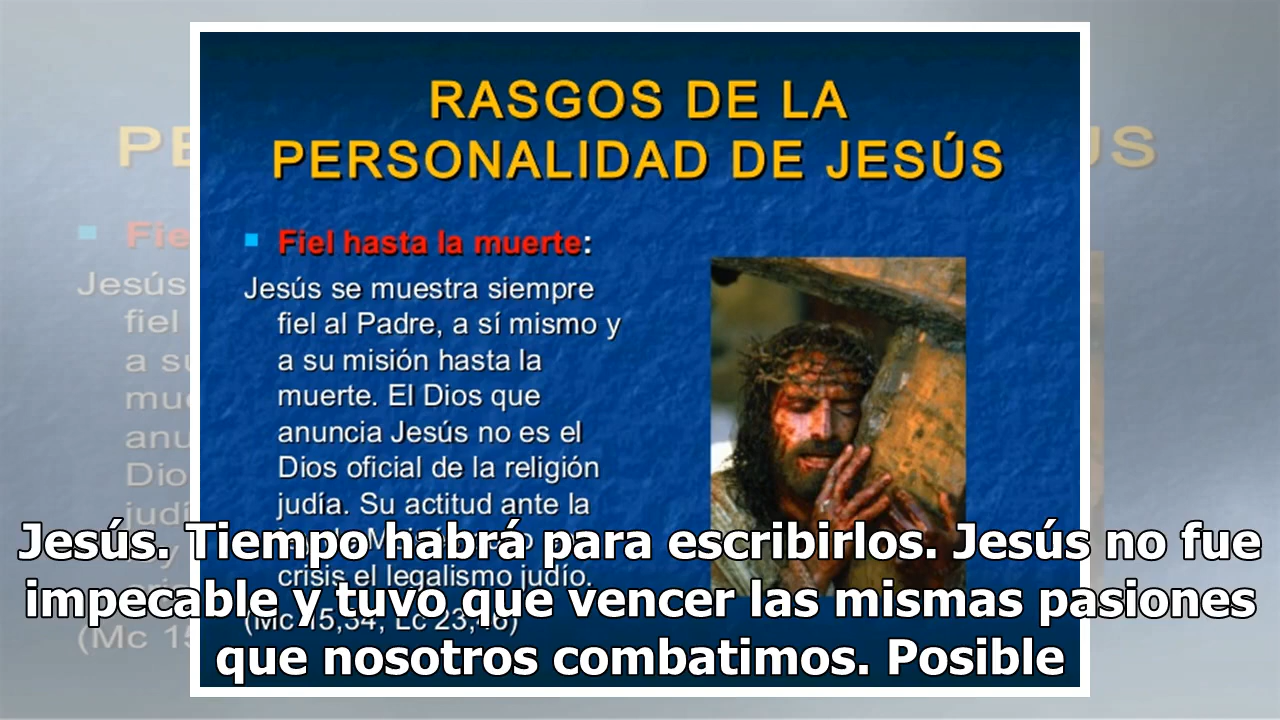 RASGOS DE LA
PERSONALIDAD DE JESÚS
Fiel hasta la muerte:
Jesús se muestra siempre
fiel al Padre, a sí mismo y
a su misión hasta la
muerte. El Dios que
anuncia Jesús no es el
Dios oficial de la religión
judía. Su actitud ante la
crisis el legalismo judío.
(Mc 15,34; Lc 23,46)
Jesús. Tiempo habrá para escribirlos. Jesús no fue
impecable y tuvo que vencer las mismas pasiones
que nosotros combatimos. Posible